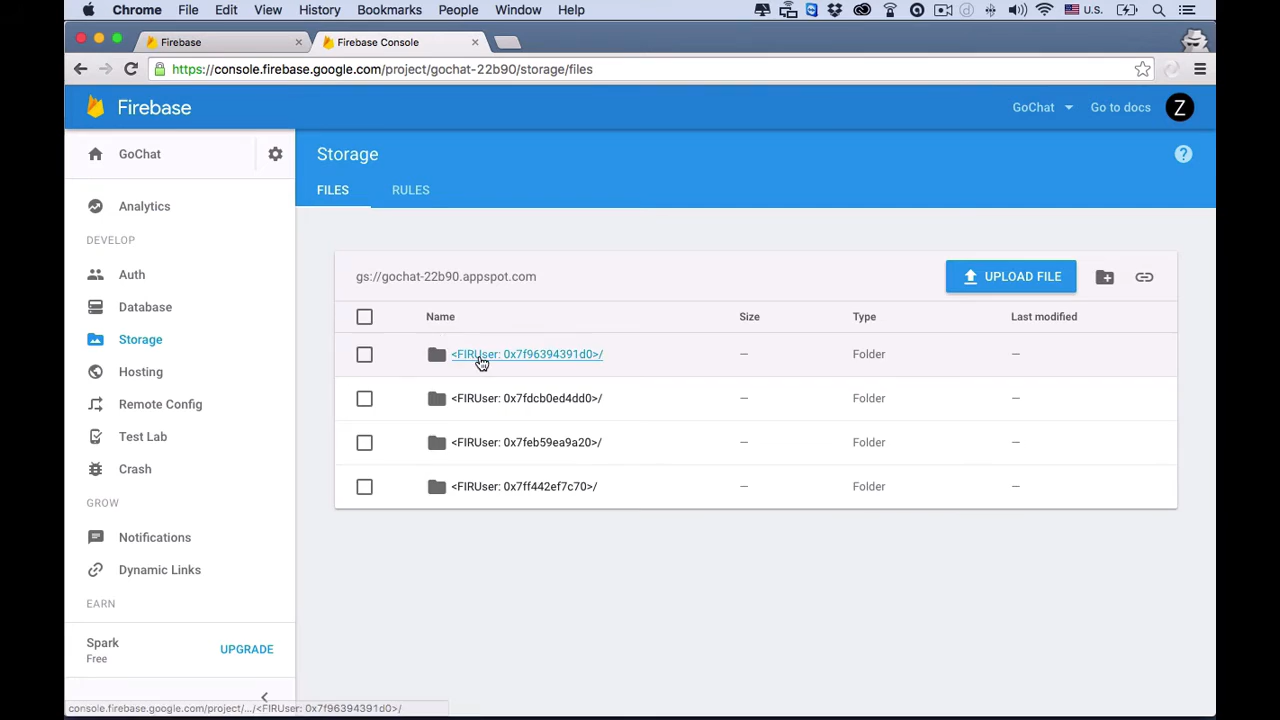 Chrome File Edit View History Bookmarks People Window Help U.S.
Firebase × Firebase Console ×
https://console.firebase.google.com/project/gochat-22b90/storage/files
Firebase GoChat Go to docs Z
GoChat
Storage
?
FILES RULES
Analytics
DEVELOP
Auth
Database
Storage
Hosting
Remote Config
Test Lab
Crash
GROW
Notifications
Dynamic Links
EARN
Spark
Free
UPGRADE
gs://gochat-22b90.appspot.com UPLOAD FILE
Name Size Type Last modified
<FIRUser: 0x7f96394391d0>/ — Folder —
<FIRUser: 0x7fdcb0ed4dd0>/ — Folder —
<FIRUser: 0x7feb59ea9a20>/ — Folder —
<FIRUser: 0x7ff442ef7c70>/ — Folder —
console.firebase.google.com/project/.../<FIRUser: 0x7f96394391d0>/